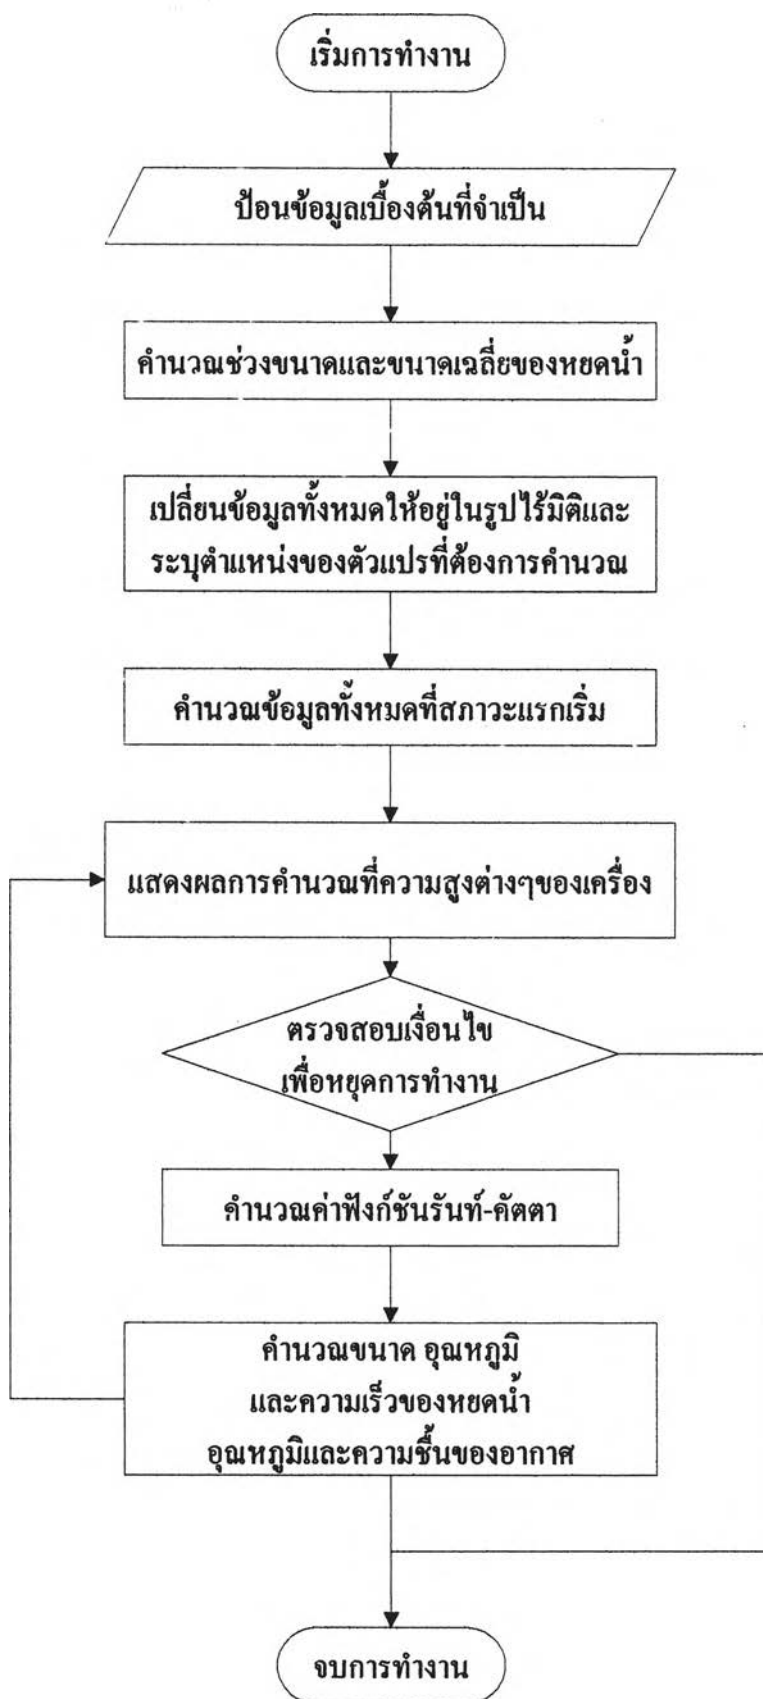 เริ่มการทำงาน
ป้อนข้อมูลเบื้องต้นที่จำเป็น
คำนวณช่วงขนาดและขนาดเฉลี่ยของหยดน้ำ
เปลี่ยนข้อมูลทั้งหมดให้อยู่ในรูปไร้มิติและ
ระบุตำแหน่งของตัวแปรที่ต้องการคำนวณ
คำนวณข้อมูลทั้งหมดที่สภาวะแรกเริ่ม
แสดงผลการคำนวณที่ความสูงต่างๆของเครื่อง
ตรวจสอบเงื่อนไข
เพื่อหยุดการทำงาน
คำนวณค่าฟังก์ชันรันท์-คัตตา
คำนวณขนาด อุณหภูมิ
และความเร็วของหยดน้ำ
อุณหภูมิและความชื้นของอากาศ
จบการทำงาน